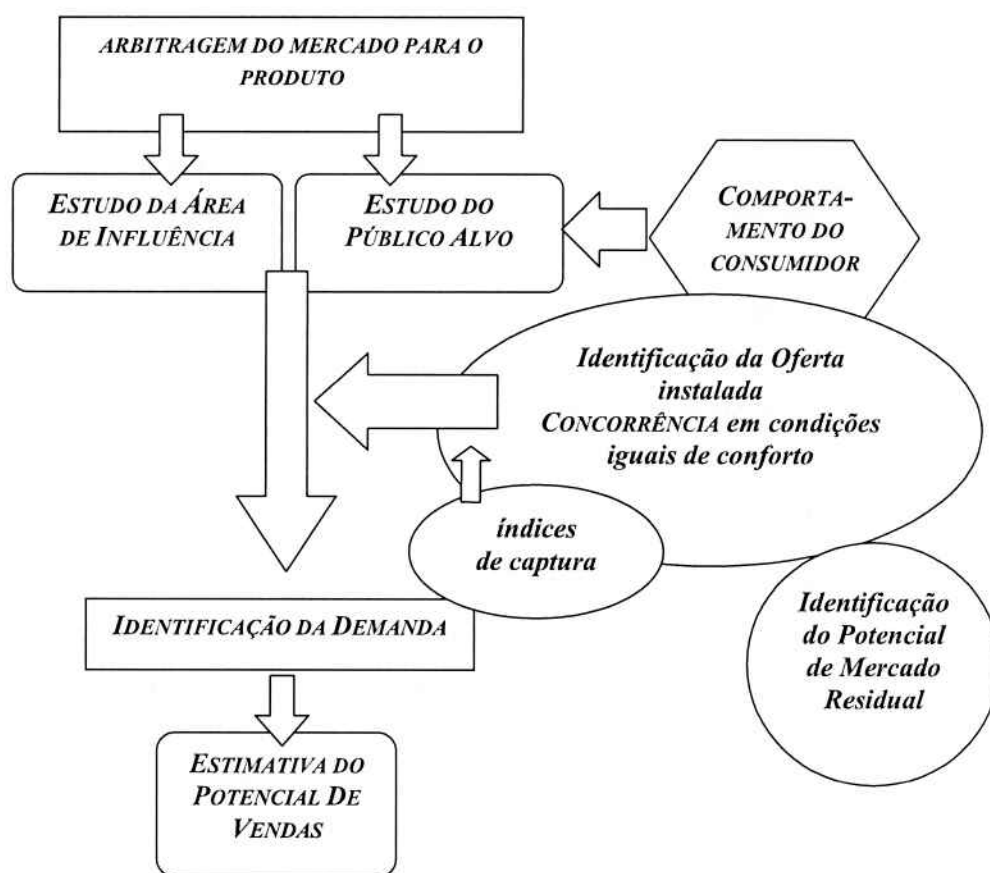 ARBITRAGEM DO MERCADO PARA O
PRODUTO
ESTUDO DA ÁREA
DE INFLUÊNCIA
ESTUDO DO
PÚBLICO ALVO
COMPORTA-
MENTO DO
CONSUMIDOR
Identificação da Oferta
instalada
CONCORRÊNCIA em condições
iguais de conforto
índices
de captura
IDENTIFICAÇÃO DA DEMANDA
Identificação
do Potencial
de Mercado
Residual
ESTIMATIVA DO
POTENCIAL DE
VENDAS